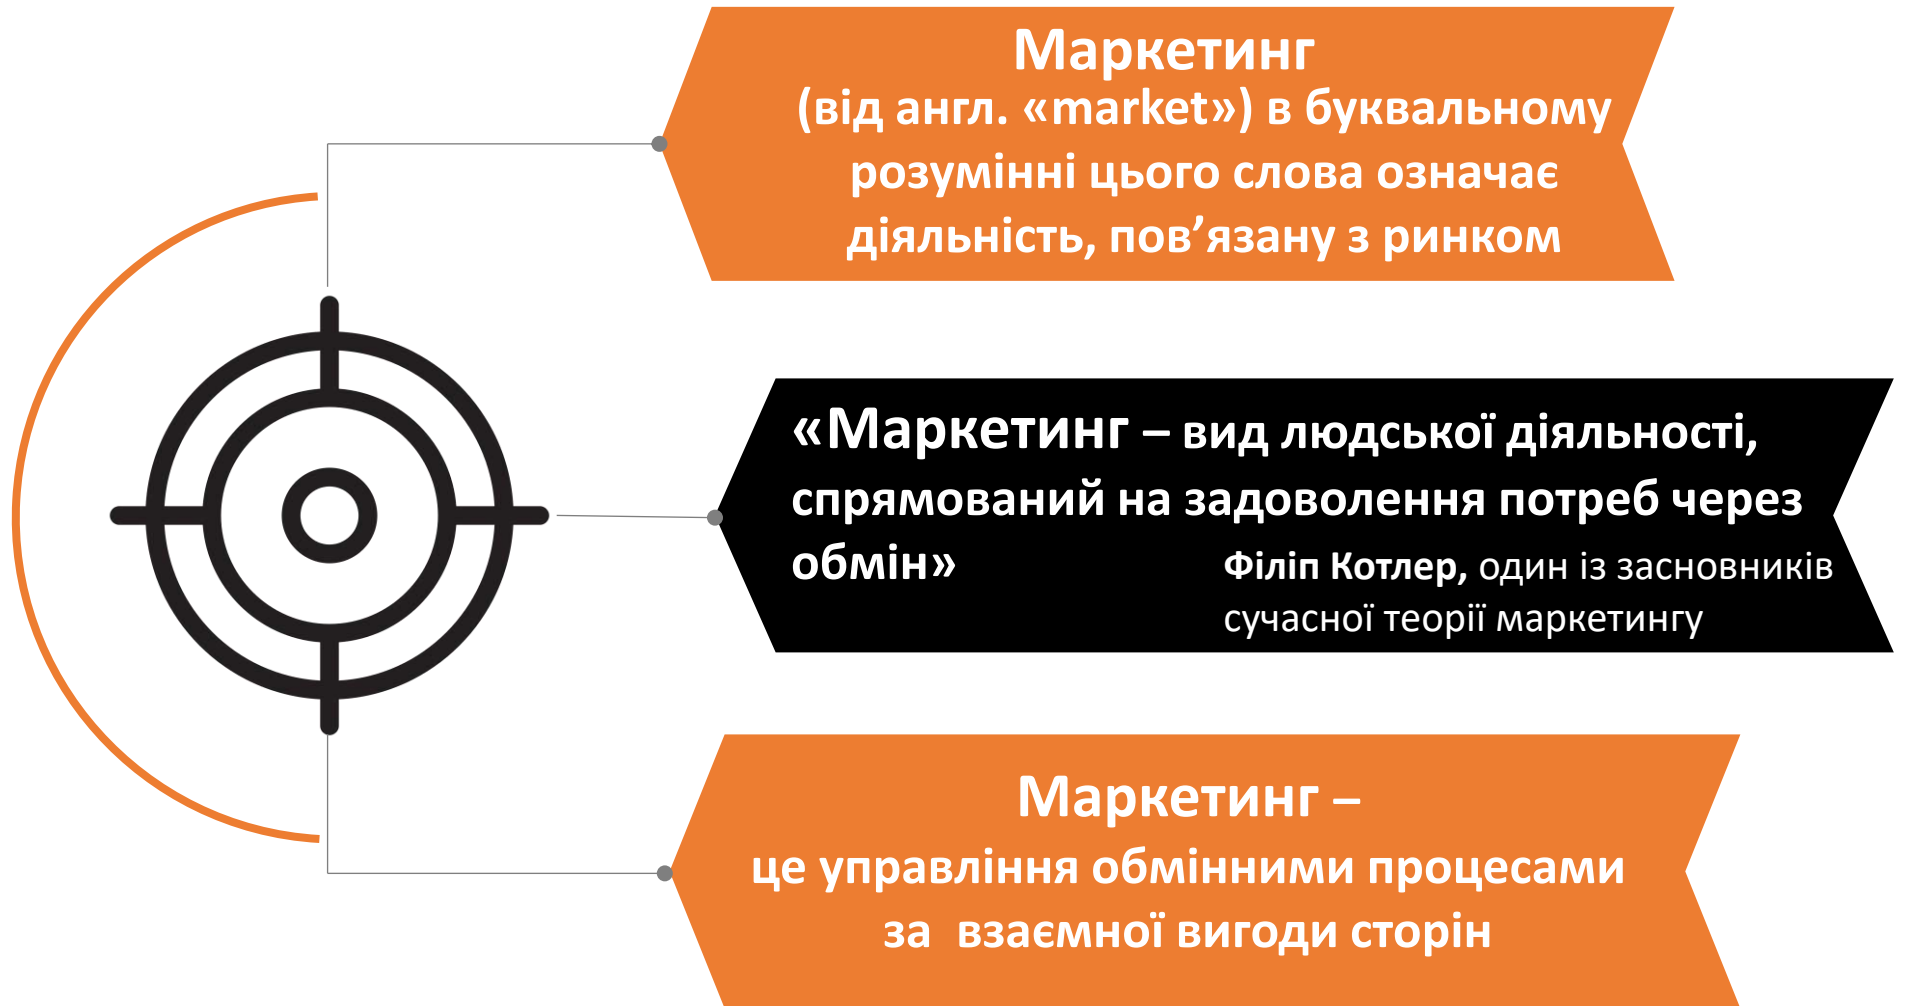 Маркетинг
(від англ. «market») в буквальному
розумінні цього слова означає
діяльність, пов’язану з ринком
«Маркетинг – вид людської діяльності,
спрямований на задоволення потреб через
обмін»
Філіп Котлер, один із засновників
сучасної теорії маркетингу
Маркетинг –
це управління обмінними процесами
за взаємної вигоди сторін